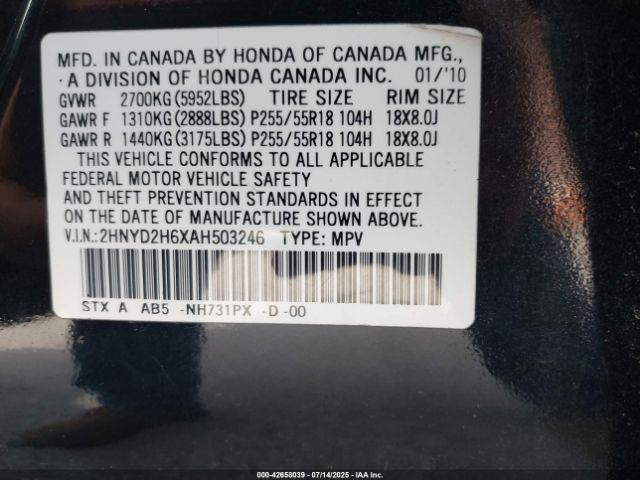 MFD. IN CANADA BY HONDA OF CANADA MFG.,
A DIVISION OF HONDA CANADA INC. 01/'10
GVWR 2700KG (5952LBS) TIRE SIZE RIM SIZE
GAWR F 1310KG (2888LBS) P255/55R18 104H 18X8.0J
GAWR R 1440KG (3175LBS) P255/55R18 104H 18X8.0J
THIS VEHICLE CONFORMS TO ALL APPLICABLE
FEDERAL MOTOR VEHICLE SAFETY
AND THEFT PREVENTION STANDARDS IN EFFECT
ON THE DATE OF MANUFACTURE SHOWN ABOVE.
V.I.N.:2HNYD2H6XAH503246 TYPE: MPV
STX A AB5 -NH731PX -D -00
000-42658039 - 07/14/2025 - IAA Inc.